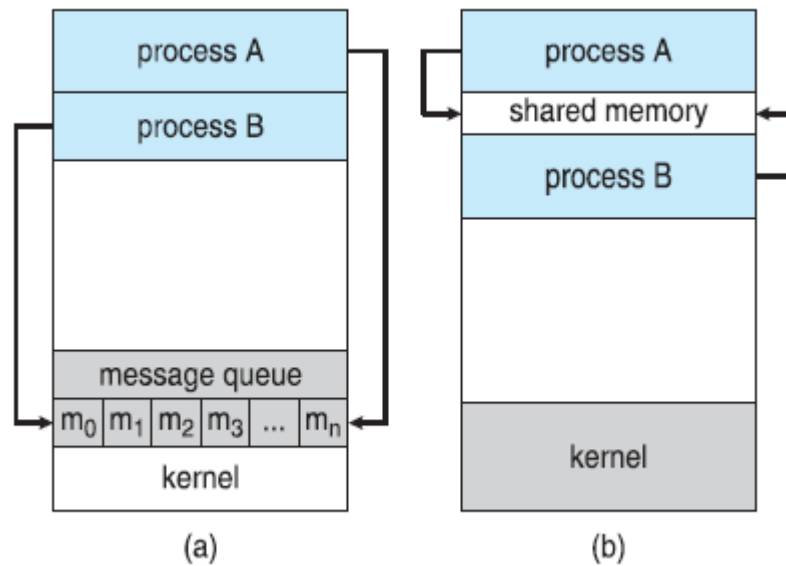 process A
process B
message queue
m0 m1 m2 m3 ... mn
kernel
(a)
process A
shared memory
process B
kernel
(b)